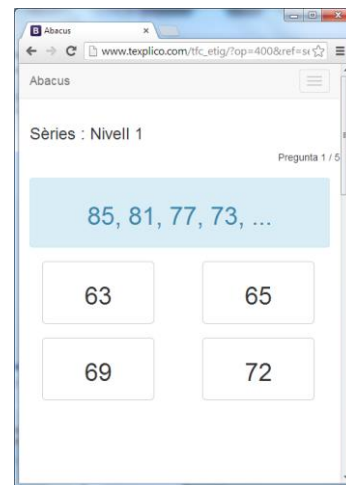 Abacus
www.texplico.com/tfc_etig/?op=400&ref=se
Abacus
Sèries : Nivell 1
Pregunta 1 / 5
85, 81, 77, 73, ...
63 65
69 72